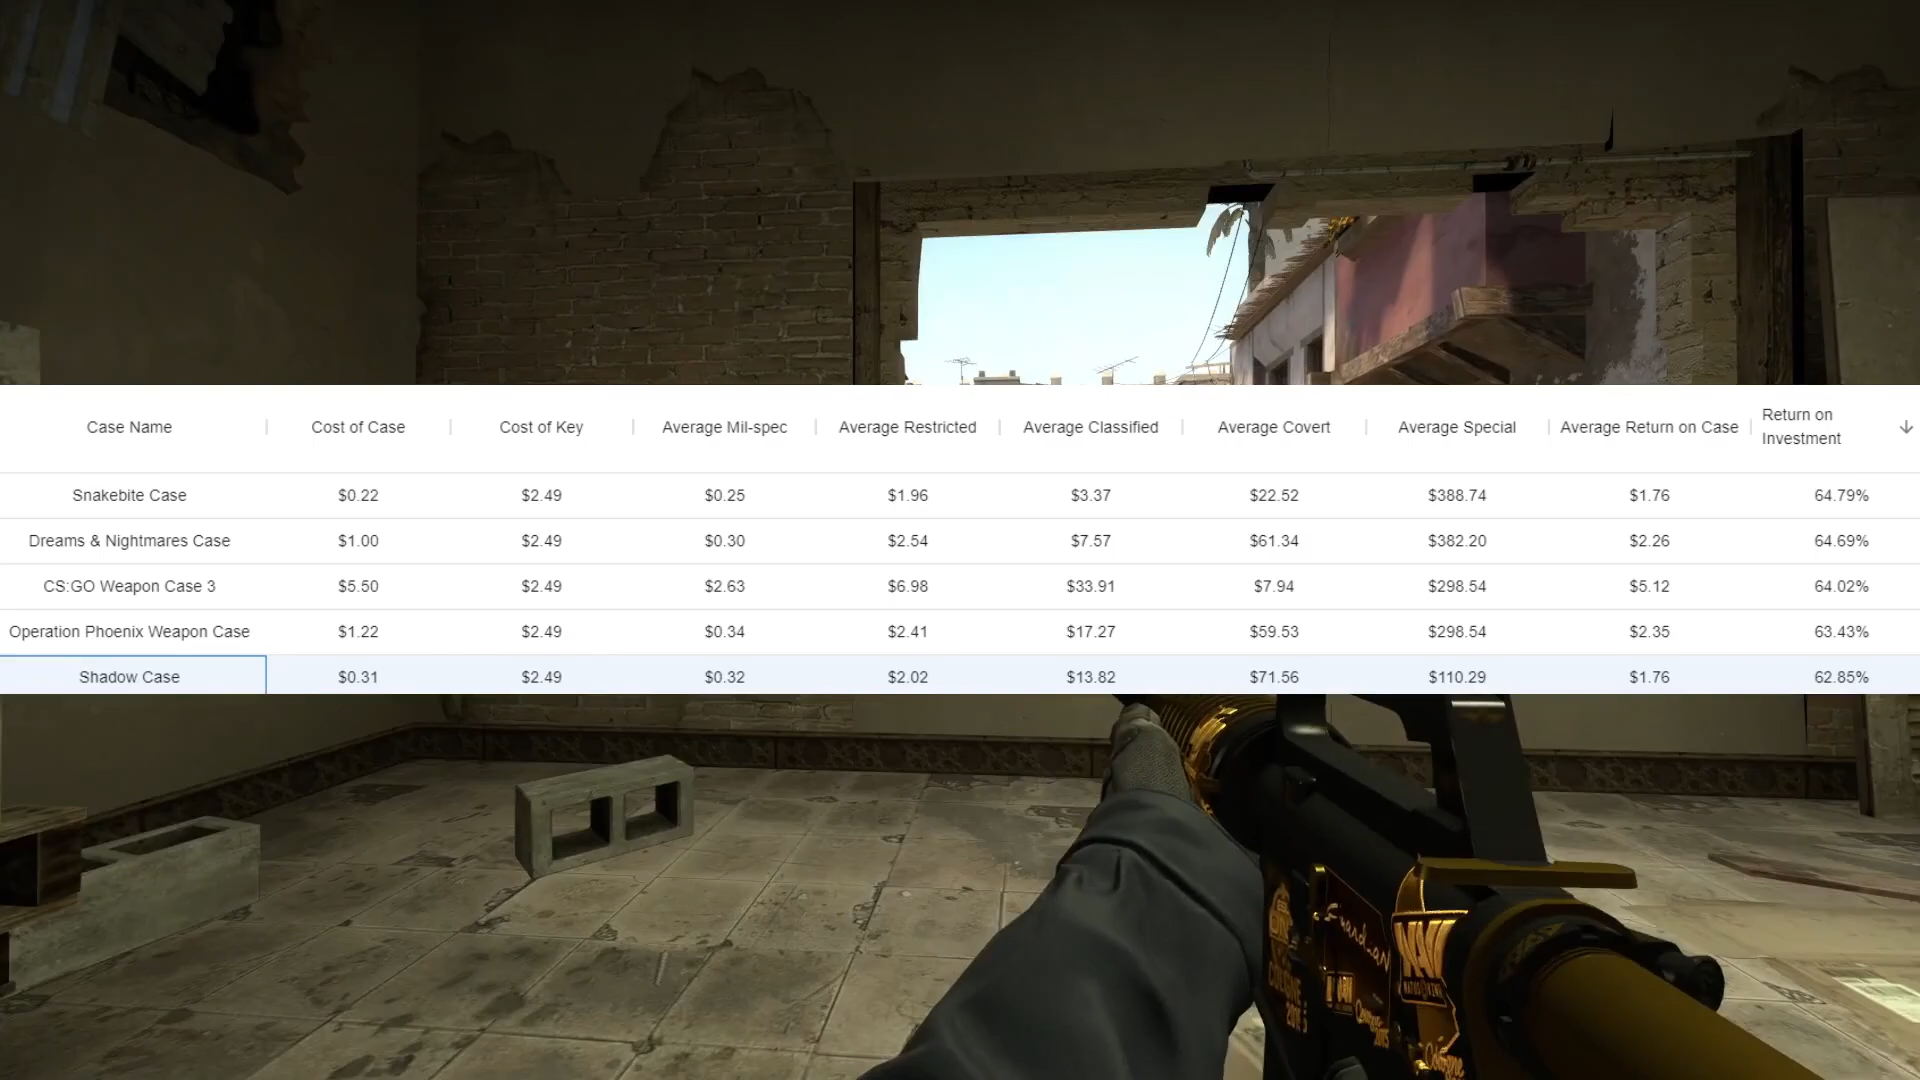 Case Name Cost of Case Cost of Key Average Mil-spec Average Restricted Average Classified Average Covert Average Special Average Return on Case Return on Investment
Snakebite Case $0.22 $2.49 $0.25 $1.96 $3.37 $22.52 $388.74 $1.76 64.79%
Dreams & Nightmares Case $1.00 $2.49 $0.30 $2.54 $7.57 $61.34 $382.20 $2.26 64.69%
CS:GO Weapon Case 3 $5.50 $2.49 $2.63 $6.98 $33.91 $7.94 $298.54 $5.12 64.02%
Operation Phoenix Weapon Case $1.22 $2.49 $0.34 $2.41 $17.27 $59.53 $298.54 $2.35 63.43%
Shadow Case $0.31 $2.49 $0.32 $2.02 $13.82 $71.56 $110.29 $1.76 62.85%
Guardian